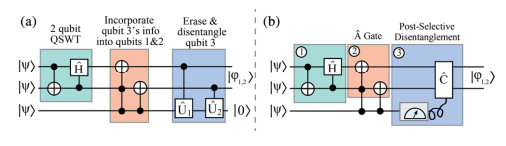 (a)
2 qubit
QSWT
Incorporate
qubit 3's info
into qubits 1&2
Erase &
disentangle
qubit 3
|Ψ⟩
|Ψ⟩
|Ψ⟩
Ĥ
Û₁
Û₂
|φ₁,₂⟩
|0⟩
(b)
Â Gate
Post-Selective
Disentanglement
1
2
3
|Ψ⟩
|Ψ⟩
|Ψ⟩
Ĥ
Ĉ
|φ₁,₂⟩